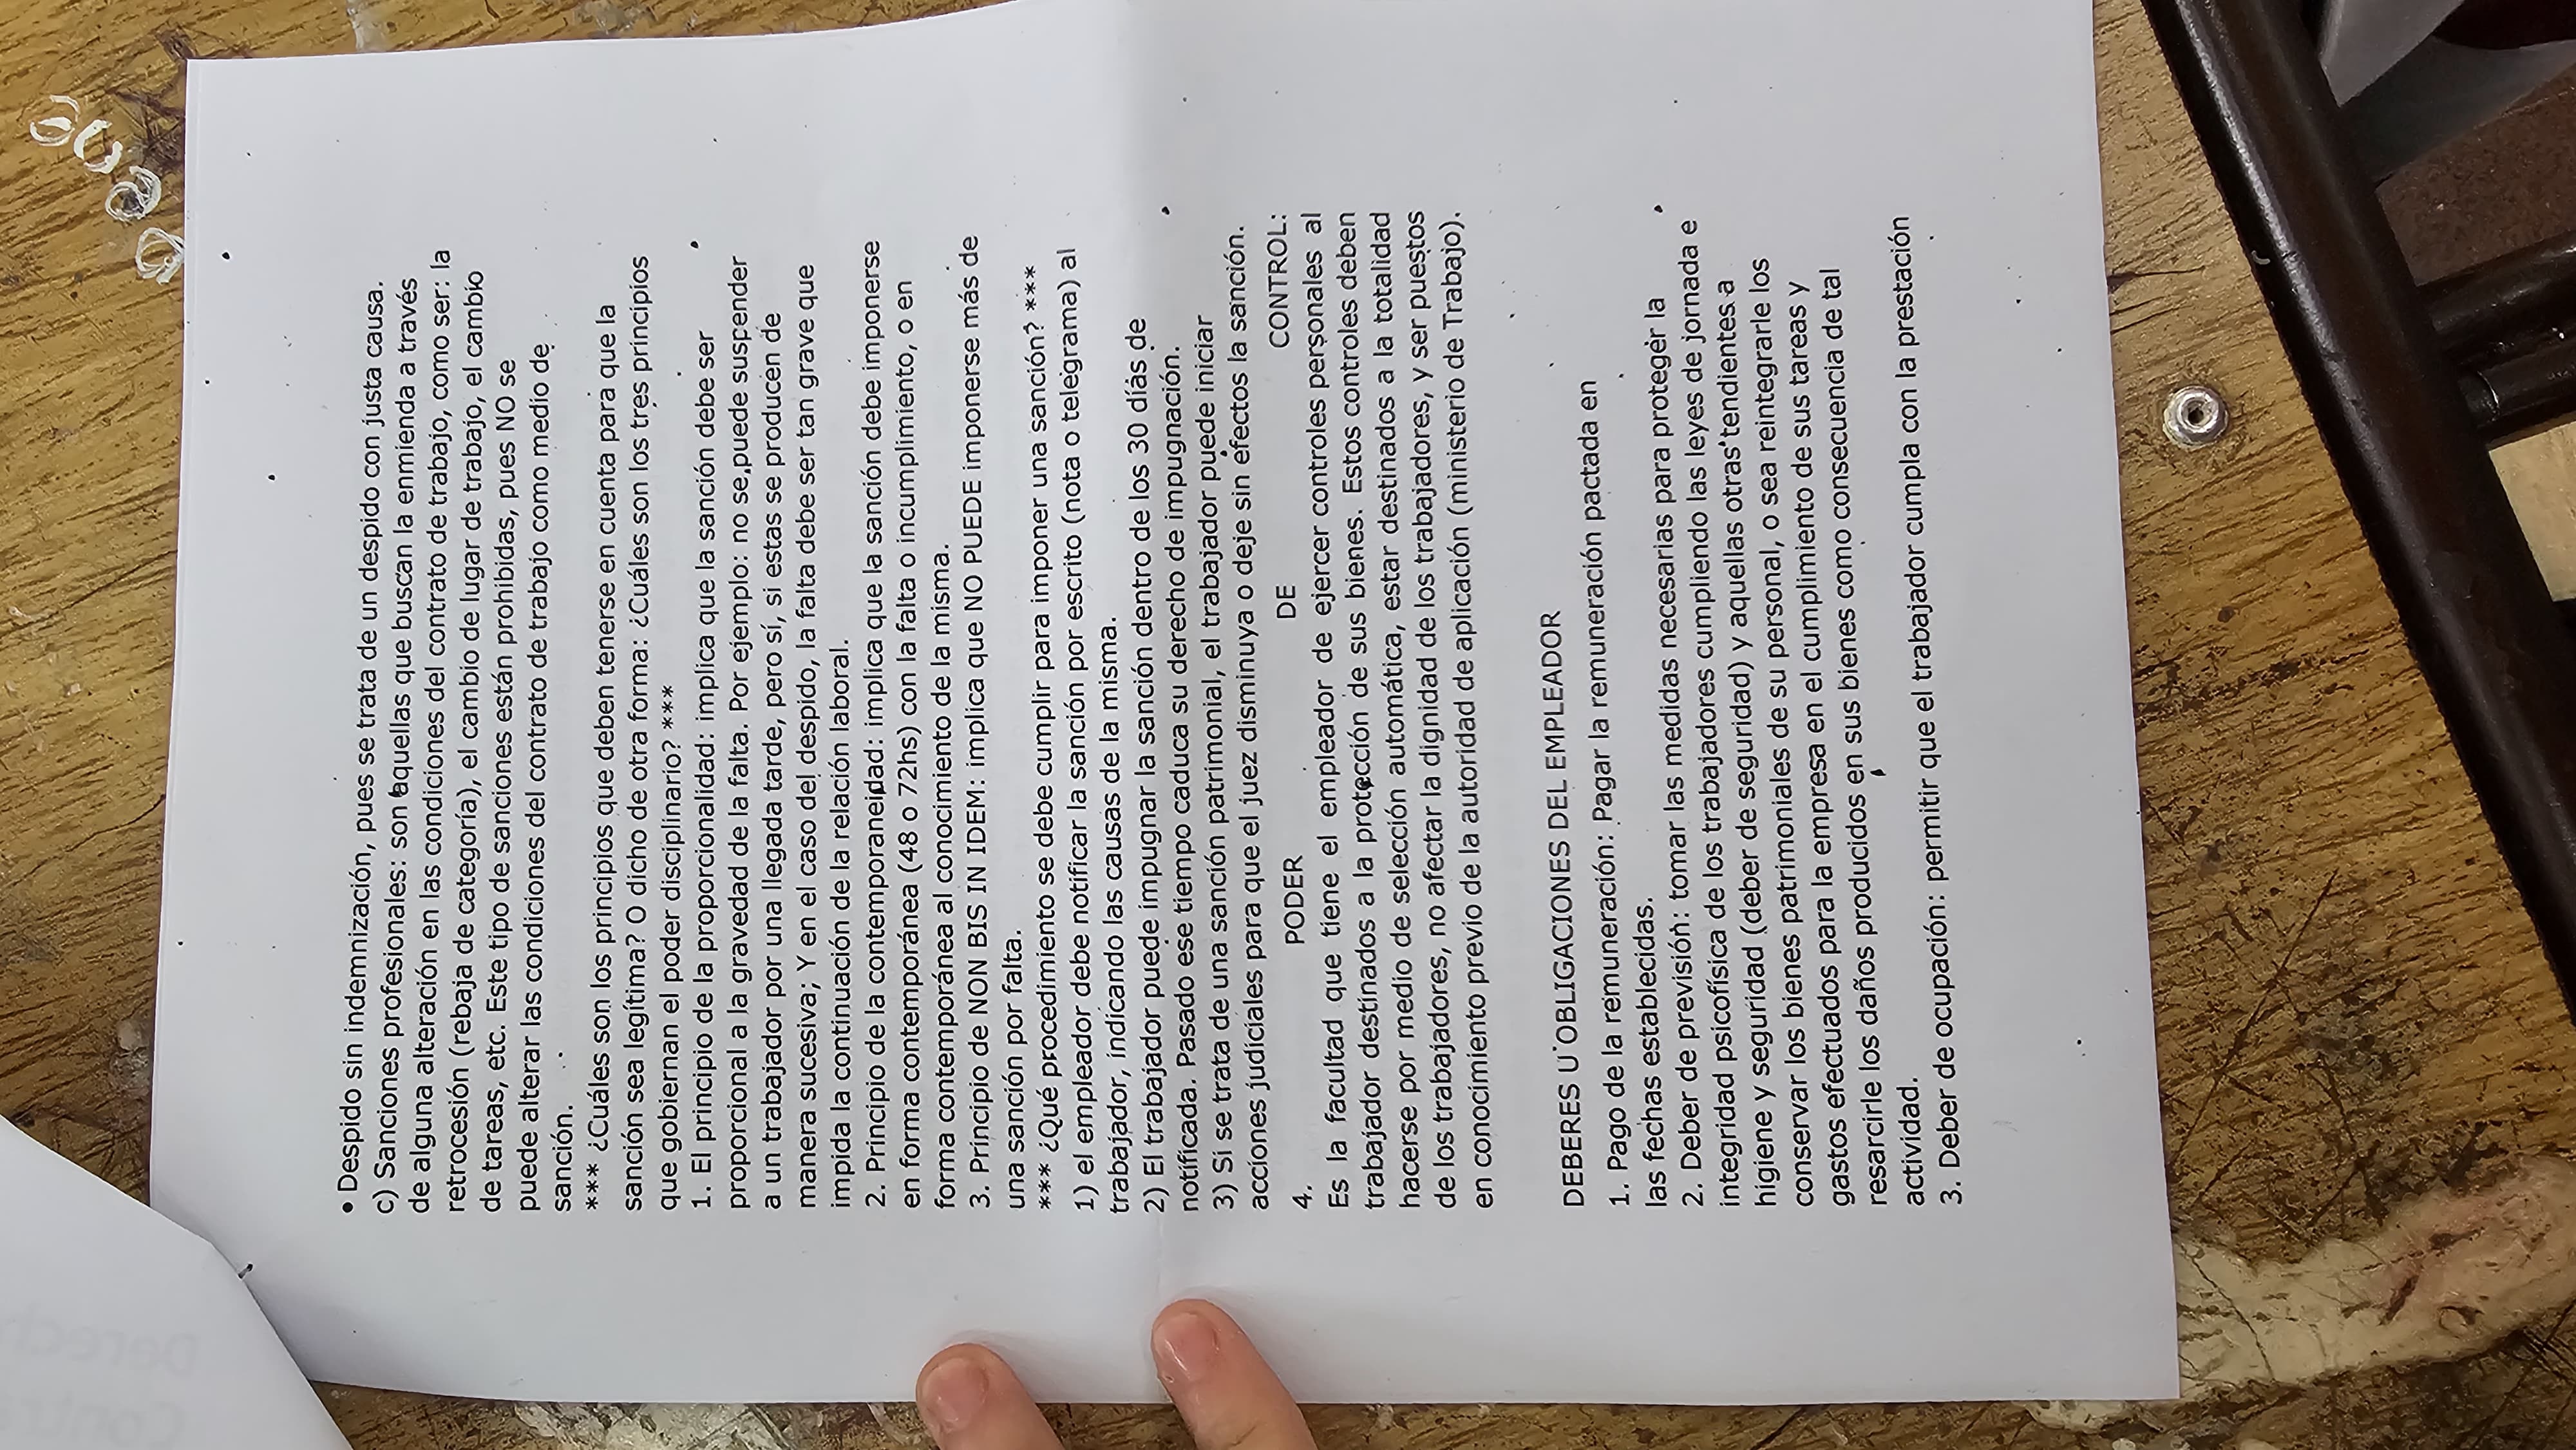 • Despido sin indemnización, pues se trata de un despido con justa causa.
c) Sanciones profesionales: son aquellas que buscan la enmienda a través
de alguna alteración en las condiciones del contrato de trabajo, como ser: la
retrocesión (rebaja de categoría), el cambio de lugar de trabajo, el cambio
de tareas, etc. Este tipo de sanciones están prohibidas, pues NO se
puede alterar las condiciones del contrato de trabajo como medio de
sanción.
*** ¿Cuáles son los principios que deben tenerse en cuenta para que la
sanción sea legítima? O dicho de otra forma: ¿Cuáles son los tres principios
que gobiernan el poder disciplinario? ***
1. El principio de la proporcionalidad: implica que la sanción debe ser
proporcional a la gravedad de la falta. Por ejemplo: no se puede suspender
a un trabajador por una llegada tarde, pero sí, si estas se producen de
manera sucesiva; Y en el caso del despido, la falta debe ser tan grave que
impida la continuación de la relación laboral.
2. Principio de la contemporaneidad: implica que la sanción debe imponerse
en forma contemporánea (48 o 72hs) con la falta o incumplimiento, o en
forma contemporánea al conocimiento de la misma.
3. Principio de NON BIS IN IDEM: implica que NO PUEDE imponerse más de
una sanción por falta.
*** ¿Qué procedimiento se debe cumplir para imponer una sanción? ***
1) el empleador debe notificar la sanción por escrito (nota o telegrama) al
trabajador, indicando las causas de la misma.
2) El trabajador puede impugnar la sanción dentro de los 30 días de
notificada. Pasado ese tiempo caduca su derecho de impugnación.
3) Si se trata de una sanción patrimonial, el trabajador puede iniciar
acciones judiciales para que el juez disminuya o deje sin efectos la sanción.
4. PODER DE CONTROL:
Es la facultad que tiene el empleador de ejercer controles personales al
trabajador destinados a la protección de sus bienes. Estos controles deben
hacerse por medio de selección automática, estar destinados a la totalidad
de los trabajadores, no afectar la dignidad de los trabajadores, y ser puestos
en conocimiento previo de la autoridad de aplicación (ministerio de Trabajo).
DEBERES U OBLIGACIONES DEL EMPLEADOR
1. Pago de la remuneración: Pagar la remuneración pactada en
las fechas establecidas.
2. Deber de previsión: tomar las medidas necesarias para proteger la
integridad psicofísica de los trabajadores cumpliendo las leyes de jornada e
higiene y seguridad (deber de seguridad) y aquellas otras tendientes a
conservar los bienes patrimoniales de su personal, o sea reintegrarle los
gastos efectuados para la empresa en el cumplimiento de sus tareas y
resarcirle los daños producidos en sus bienes como consecuencia de tal
actividad.
3. Deber de ocupación: permitir que el trabajador cumpla con la prestación